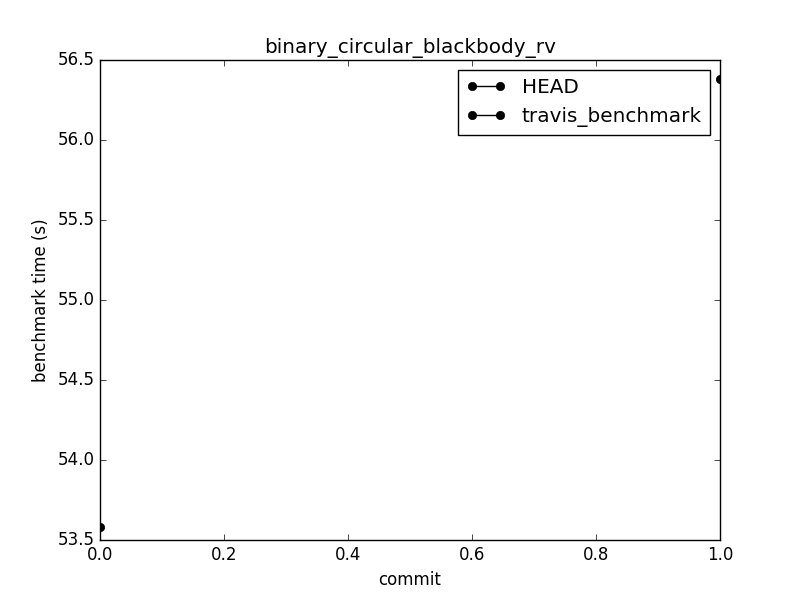 binary_circular_blackbody_rv
HEAD
travis_benchmark
56.5
56.0
55.5
55.0
54.5
54.0
53.5
benchmark time (s)
0.0 0.2 0.4 0.6 0.8 1.0
commit